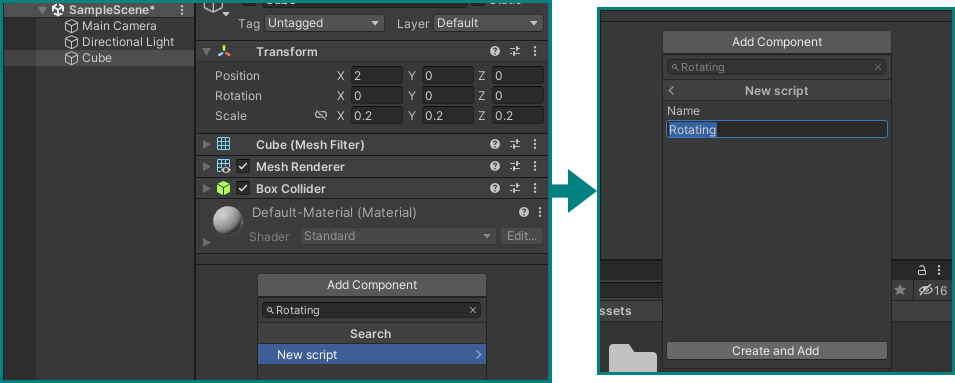 SampleScene*
Main Camera
Directional Light
Cube
Tag Untagged Layer Default
Transform
Position X 2 Y 0 Z 0
Rotation X 0 Y 0 Z 0
Scale X 0.2 Y 0.2 Z 0.2
Cube (Mesh Filter)
Mesh Renderer
Box Collider
Default-Material (Material)
Shader Standard Edit...
Add Component
Rotating
Search
New script
Add Component
Rotating
New script
Name
Rotating
16
ssets
Create and Add